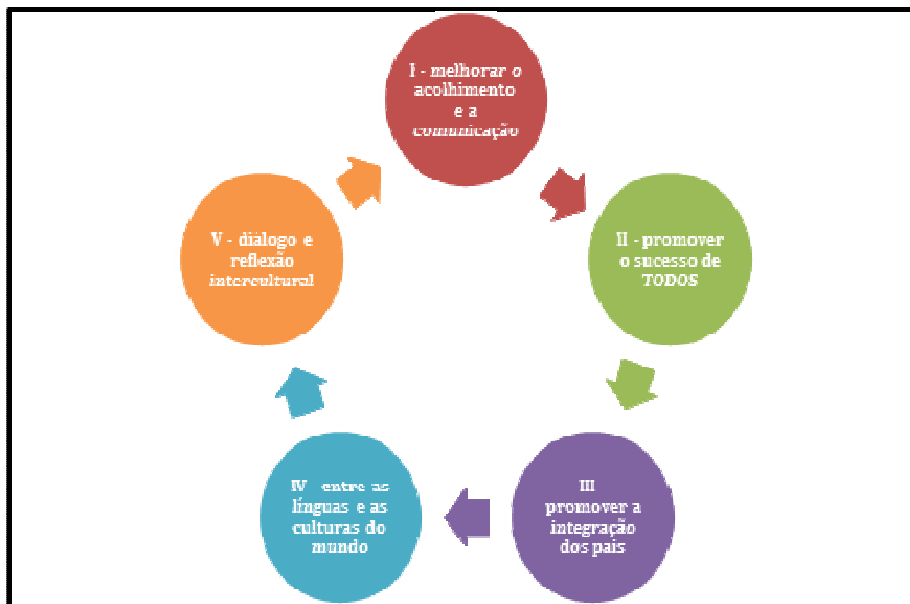 I - melhorar o
acolhimento
e a
comunicação
II - promover
o sucesso de
TODOS
III
promover a
integração
dos pais
IV entre as
línguas e as
culturas do
mundo
V - diálogo e
reflexão
intercultural